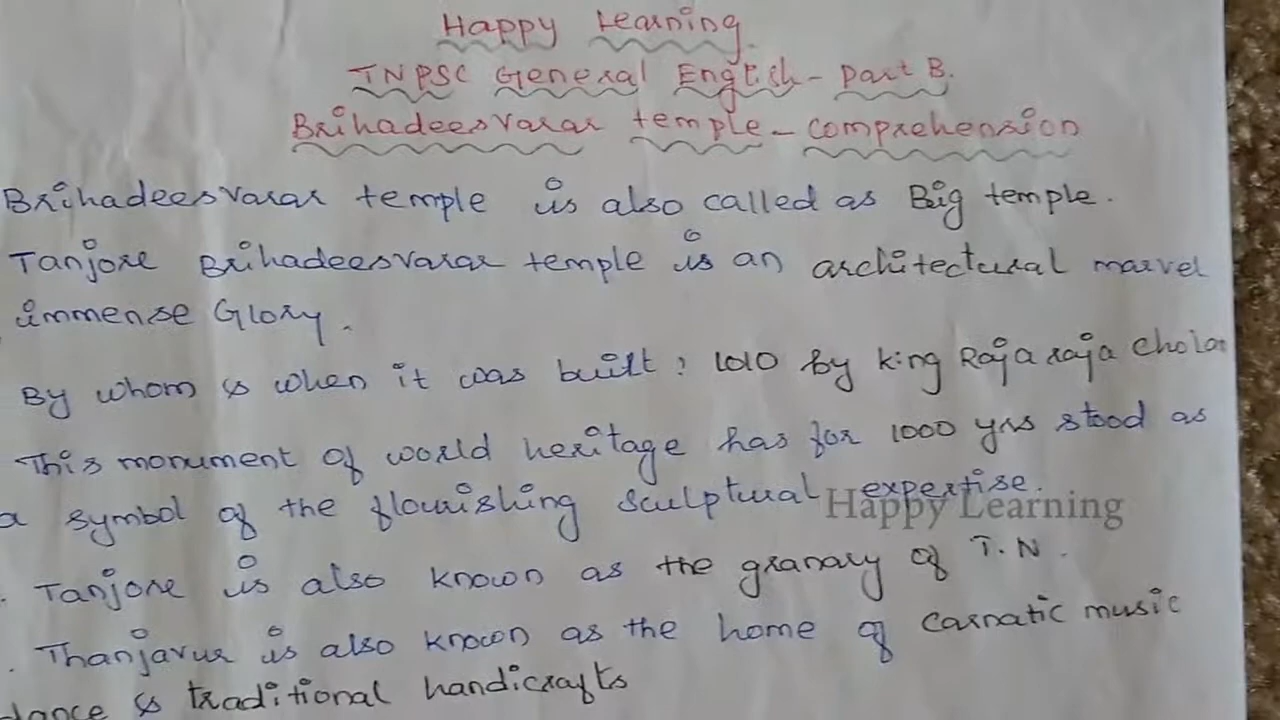 Happy Learning
TNPSC General English - Part B.
Brihadeesvarar temple - comprehension
Brihadeesvarar temple is also called as Big temple.
Tanjore Brihadeesvarar temple is an architectural marvel
immense Glory.
By whom & when it was built : 1010 by king Raja raja Cholan
This monument of world heritage has for 1000 yrs stood as
a symbol of the flourishing sculptural expertise.
Happy Learning
Tanjore is also known as the granary of T.N.
Thanjavur is also known as the home of Carnatic music
dance & traditional handicrafts